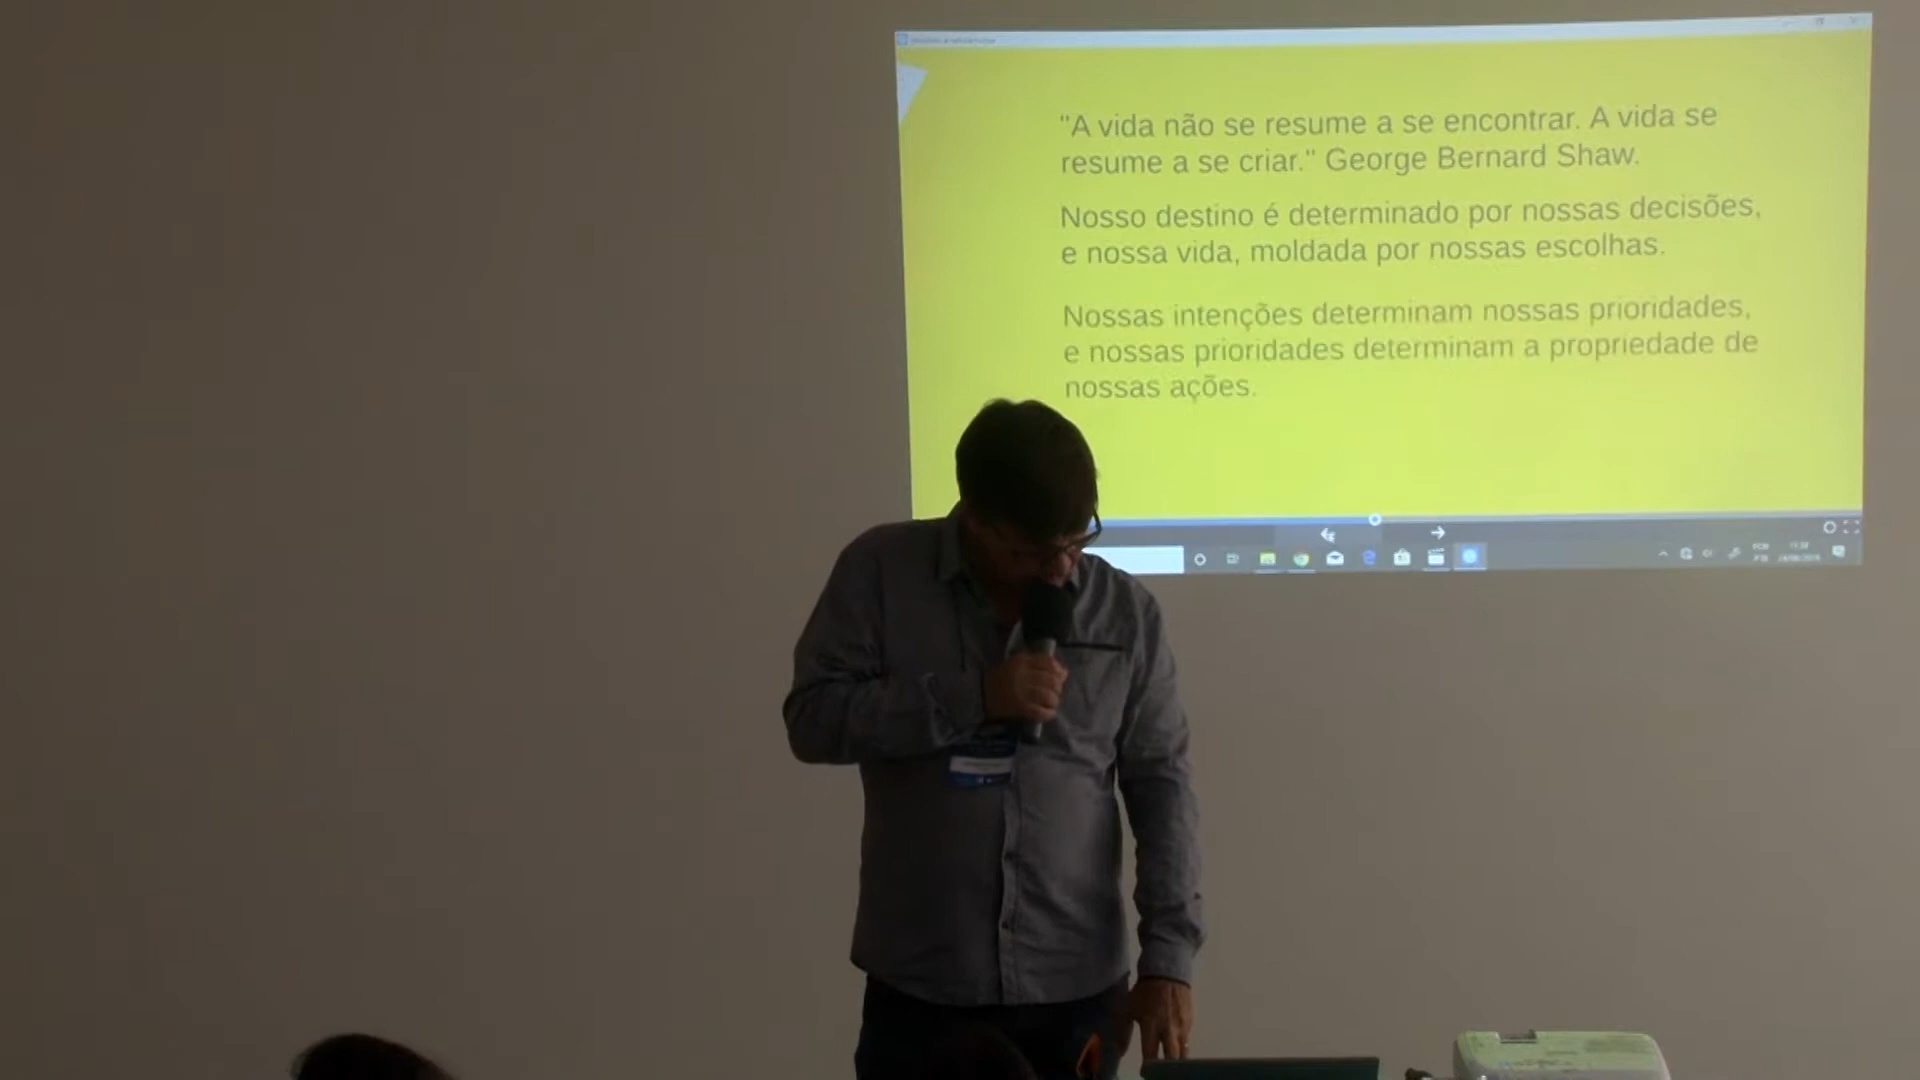 "A vida não se resume a se encontrar. A vida se
resume a se criar." George Bernard Shaw.
Nosso destino é determinado por nossas decisões,
e nossa vida, moldada por nossas escolhas.
Nossas intenções determinam nossas prioridades,
e nossas prioridades determinam a propriedade de
nossas ações.
POR